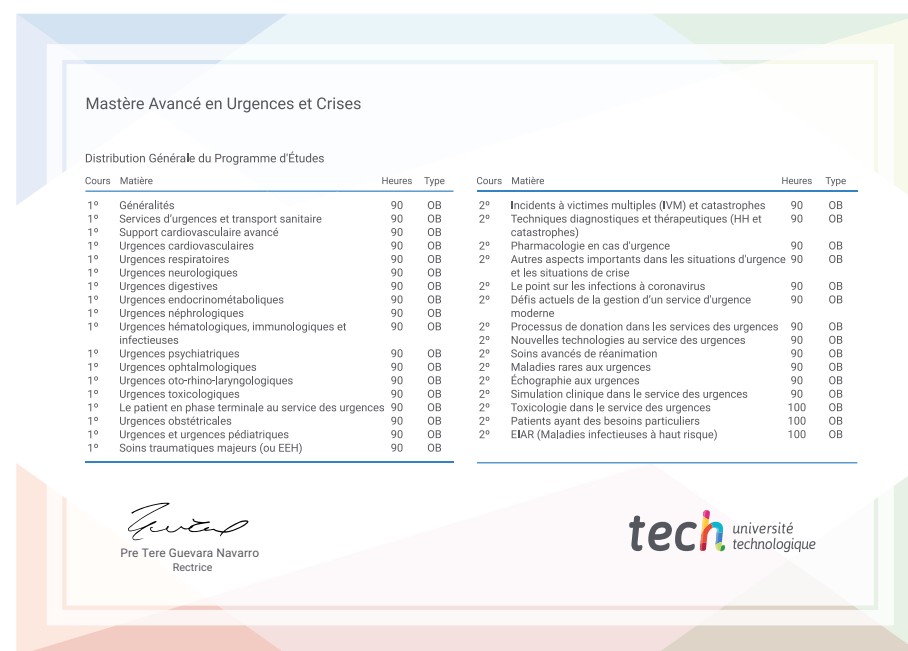 Mastère Avancé en Urgences et Crises
Distribution Générale du Programme d'Études
Cours Matière Heures Type
1º Généralités 90 OB
1º Services d'urgences et transport sanitaire 90 OB
1º Support cardiovasculaire avancé 90 OB
1º Urgences cardiovasculaires 90 OB
1º Urgences respiratoires 90 OB
1º Urgences neurologiques 90 OB
1º Urgences digestives 90 OB
1º Urgences endocrinométaboliques 90 OB
1º Urgences néphrologiques 90 OB
1º Urgences hématologiques, immunologiques et 90 OB
infectieuses
1º Urgences psychiatriques 90 OB
1º Urgences ophtalmologiques 90 OB
1º Urgences oto-rhino-laryngologiques 90 OB
1º Urgences toxicologiques 90 OB
1º Le patient en phase terminale au service des urgences 90 OB
1º Urgences obstétricales 90 OB
1º Urgences et urgences pédiatriques 90 OB
1º Soins traumatiques majeurs (ou EEH) 90 OB
Cours Matière Heures Type
2º Incidents à victimes multiples (IVM) et catastrophes 90 OB
2º Techniques diagnostiques et thérapeutiques (HH et 90 OB
catastrophes)
2º Pharmacologie en cas d'urgence 90 OB
2º Autres aspects importants dans les situations d'urgence 90 OB
et les situations de crise
2º Le point sur les infections à coronavirus 90 OB
2º Défis actuels de la gestion d'un service d'urgence 90 OB
moderne
2º Processus de donation dans les services des urgences 90 OB
2º Nouvelles technologies au service des urgences 90 OB
2º Soins avancés de réanimation 90 OB
2º Maladies rares aux urgences 90 OB
2º Échographie aux urgences 90 OB
2º Simulation clinique dans le service des urgences 90 OB
2º Toxicologie dans le service des urgences 100 OB
2º Patients ayant des besoins particuliers 100 OB
2º EIAR (Maladies infectieuses à haut risque) 100 OB
Pre Tere Guevara Navarro
Rectrice
tech université
technologique